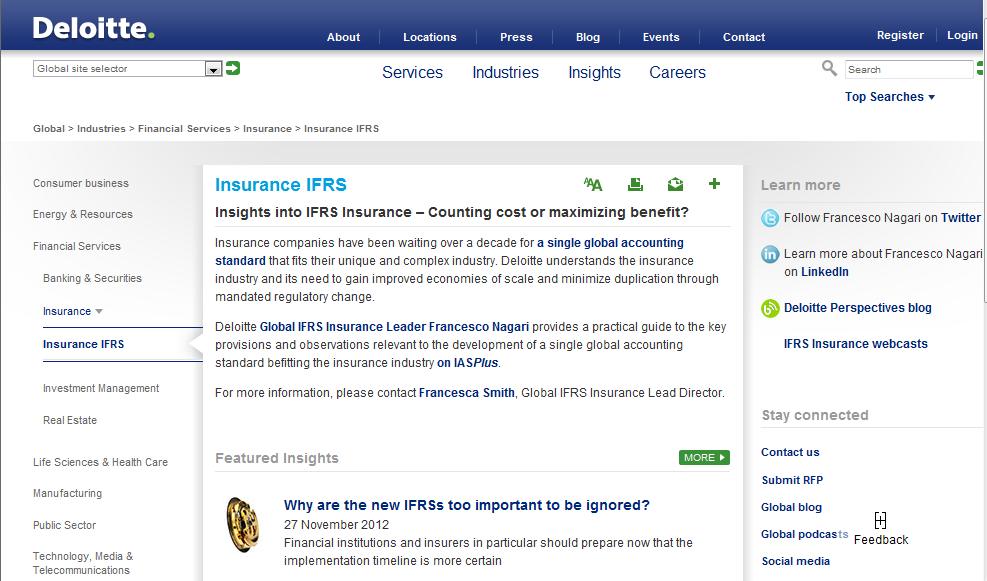 Deloitte.
About
Locations
Press
Blog
Events
Contact
Register
Login
Global site selector
Services
Industries
Insights
Careers
Search
Top Searches
Global > Industries > Financial Services > Insurance > Insurance IFRS
Consumer business
Energy & Resources
Financial Services
Banking & Securities
Insurance
Insurance IFRS
Investment Management
Real Estate
Life Sciences & Health Care
Manufacturing
Public Sector
Technology, Media &
Telecommunications
Insurance IFRS
AAA
Insights into IFRS Insurance – Counting cost or maximizing benefit?
Insurance companies have been waiting over a decade for a single global accounting
standard that fits their unique and complex industry. Deloitte understands the insurance
industry and its need to gain improved economies of scale and minimize duplication through
mandated regulatory change.
Deloitte Global IFRS Insurance Leader Francesco Nagari provides a practical guide to the key
provisions and observations relevant to the development of a single global accounting
standard befitting the insurance industry on IASPlus.
For more information, please contact Francesca Smith, Global IFRS Insurance Lead Director.
Featured Insights
MORE
Why are the new IFRSs too important to be ignored?
27 November 2012
Financial institutions and insurers in particular should prepare now that the
implementation timeline is more certain
Learn more
Follow Francesco Nagari on Twitter
Learn more about Francesco Nagari
on LinkedIn
Deloitte Perspectives blog
IFRS Insurance webcasts
Stay connected
Contact us
Submit RFP
Global blog
Global podcasts
Social media
[+]
Feedback